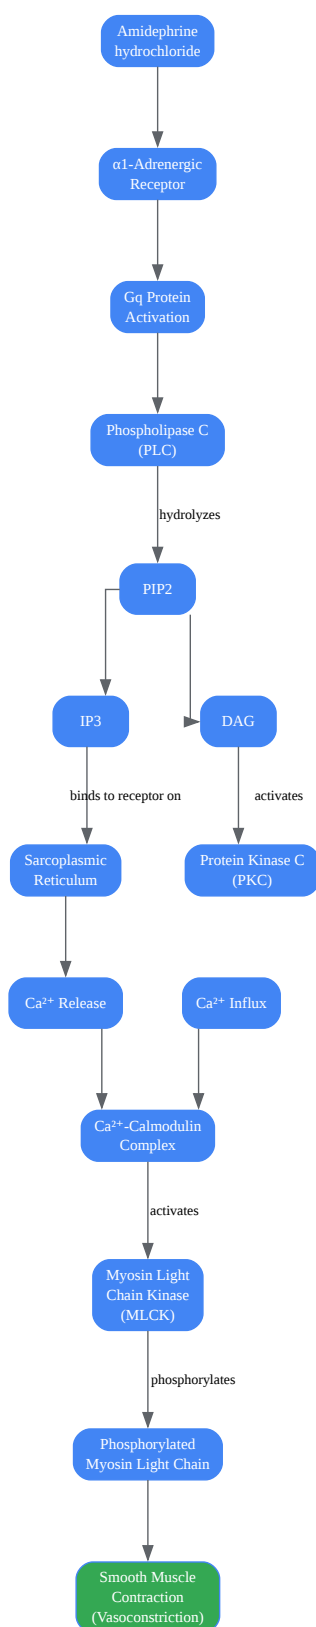 Amidephrine
hydrochloride
α1-Adrenergic
Receptor
Gq Protein
Activation
Phospholipase C
(PLC)
hydrolyzes
PIP2
IP3
DAG
binds to receptor on
activates
Sarcoplasmic
Reticulum
Protein Kinase C
(PKC)
Ca²⁺ Release
Ca²⁺ Influx
Ca²⁺-Calmodulin
Complex
activates
Myosin Light
Chain Kinase
(MLCK)
phosphorylates
Phosphorylated
Myosin Light Chain
Smooth Muscle
Contraction
(Vasoconstriction)